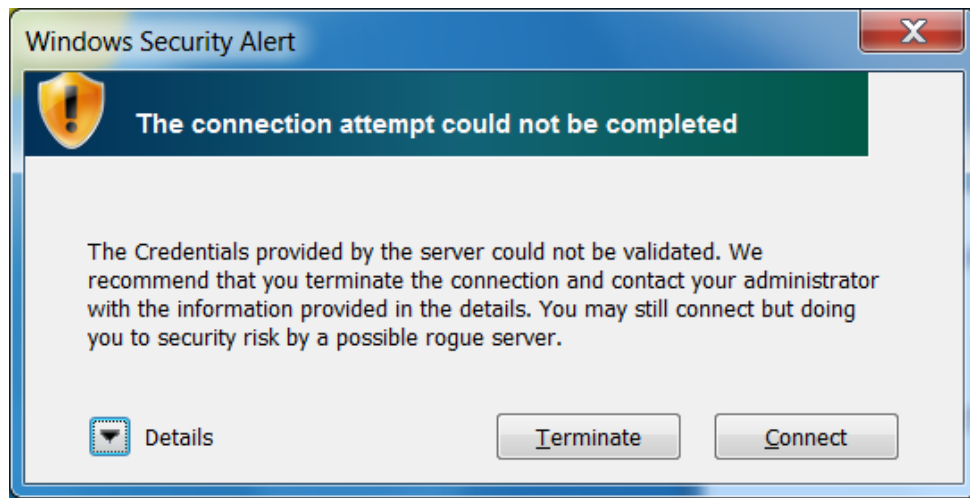 Windows Security Alert
The connection attempt could not be completed
The Credentials provided by the server could not be validated. We
recommend that you terminate the connection and contact your administrator
with the information provided in the details. You may still connect but doing
you to security risk by a possible rogue server.
Details
Terminate
Connect